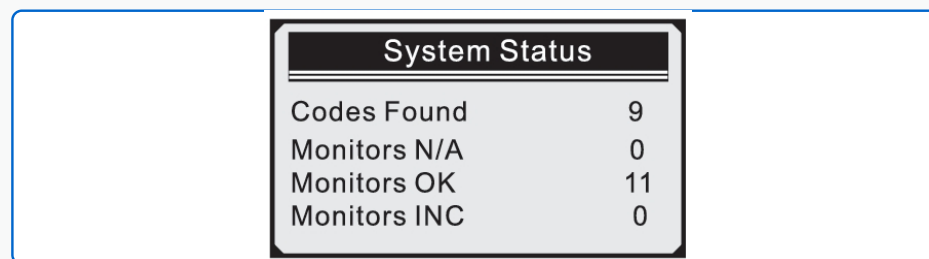 System Status
Codes Found 9
Monitors N/A 0
Monitors OK 11
Monitors INC 0